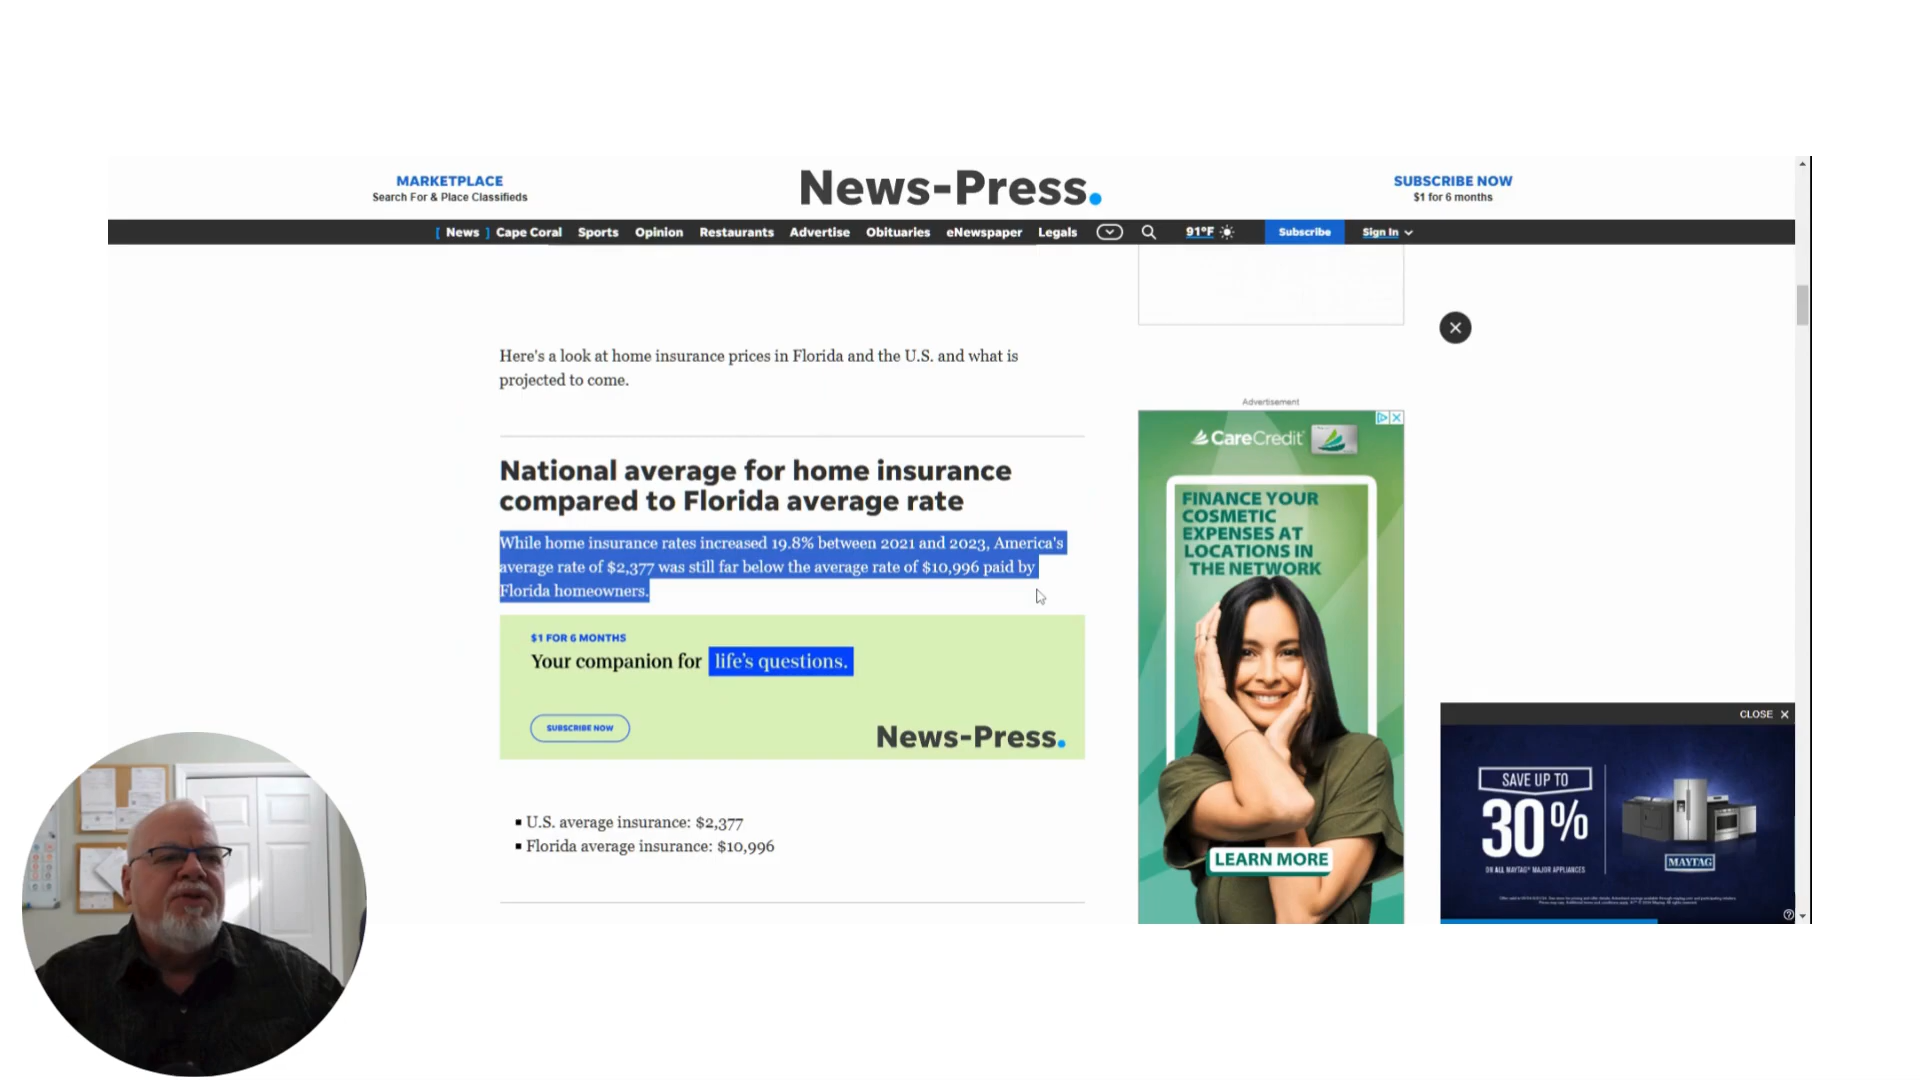 MARKETPLACE
Search For & Place Classifieds
News-Press.
SUBSCRIBE NOW
$1 for 6 months
[ News ] Cape Coral Sports Opinion Restaurants Advertise Obituaries eNewspaper Legals 91°F Subscribe Sign In
Here's a look at home insurance prices in Florida and the U.S. and what is
projected to come.
National average for home insurance
compared to Florida average rate
While home insurance rates increased 19.8% between 2021 and 2023, America's
average rate of $2,377 was still far below the average rate of $10,996 paid by
Florida homeowners.
$1 FOR 6 MONTHS
Your companion for life's questions.
SUBSCRIBE NOW
News-Press.
▪ U.S. average insurance: $2,377
▪ Florida average insurance: $10,996
Advertisement
CareCredit
FINANCE YOUR
COSMETIC
EXPENSES AT
LOCATIONS IN
THE NETWORK
LEARN MORE
CLOSE X
SAVE UP TO
30%
ON ALL MAYTAG® MAJOR APPLIANCES
MAYTAG